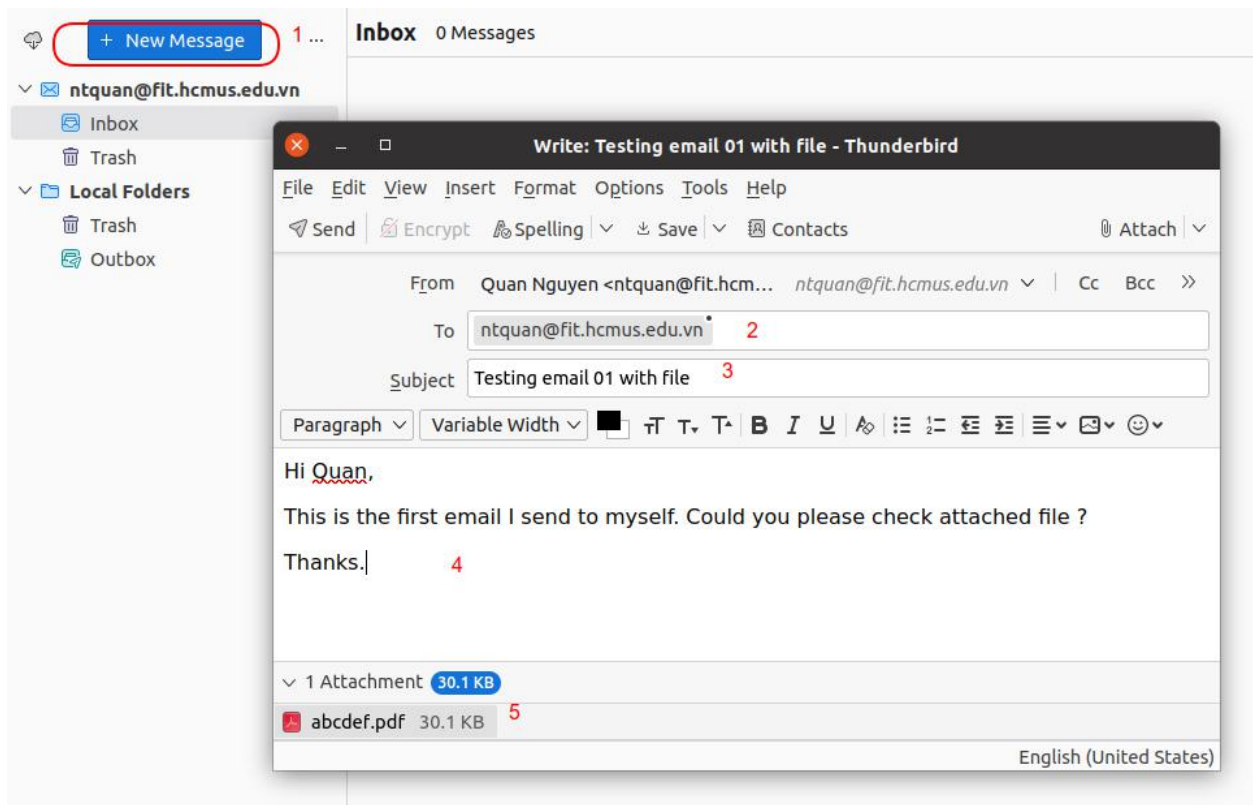 + New Message 1 ...
Inbox 0 Messages
ntquan@fit.hcmus.edu.vn
Inbox
Trash
Local Folders
Trash
Outbox
Write: Testing email 01 with file - Thunderbird
File Edit View Insert Format Options Tools Help
Send Encrypt Spelling Save Contacts Attach
From Quan Nguyen <ntquan@fit.hcm... ntquan@fit.hcmus.edu.vn Cc Bcc »
To ntquan@fit.hcmus.edu.vn 2
Subject Testing email 01 with file 3
Paragraph Variable Width
Hi Quan,
This is the first email I send to myself. Could you please check attached file ?
Thanks. 4
1 Attachment 30.1 KB
abcdef.pdf 30.1 KB 5
English (United States)